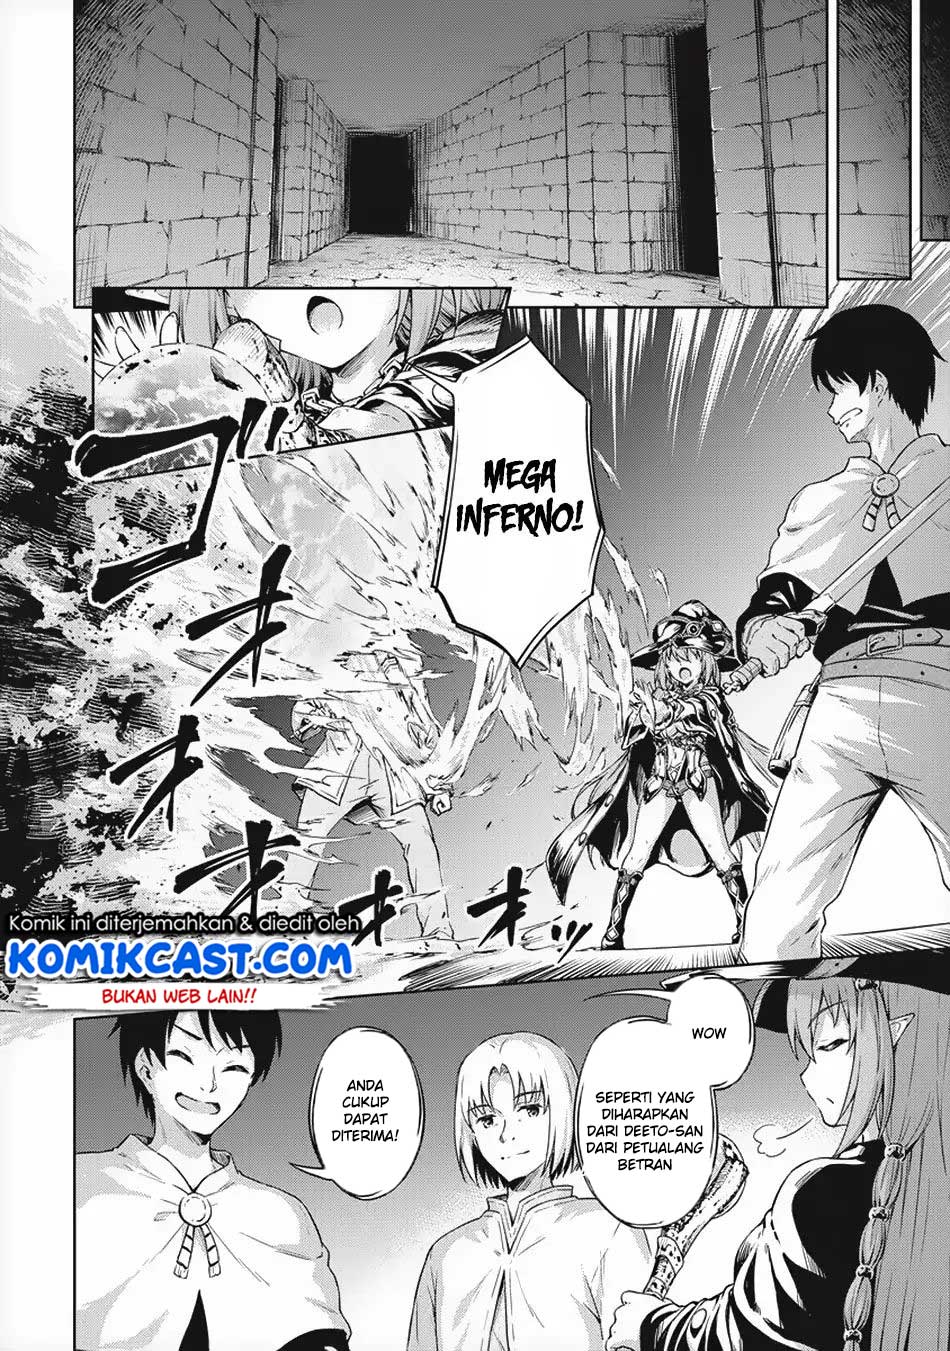 MEGA
INFERNO!
ゴオオオオオッ
Komik ini diterjemahkan & diedit oleh
KOMIKCAST.COM
BUKAN WEB LAIN!!
WOW
SEPERTI YANG
DIHARAPKAN
DARI DEETO-SAN
DARI PETUALANG
BETRAN
ANDA
CUKUP
DAPAT
DITERIMA!